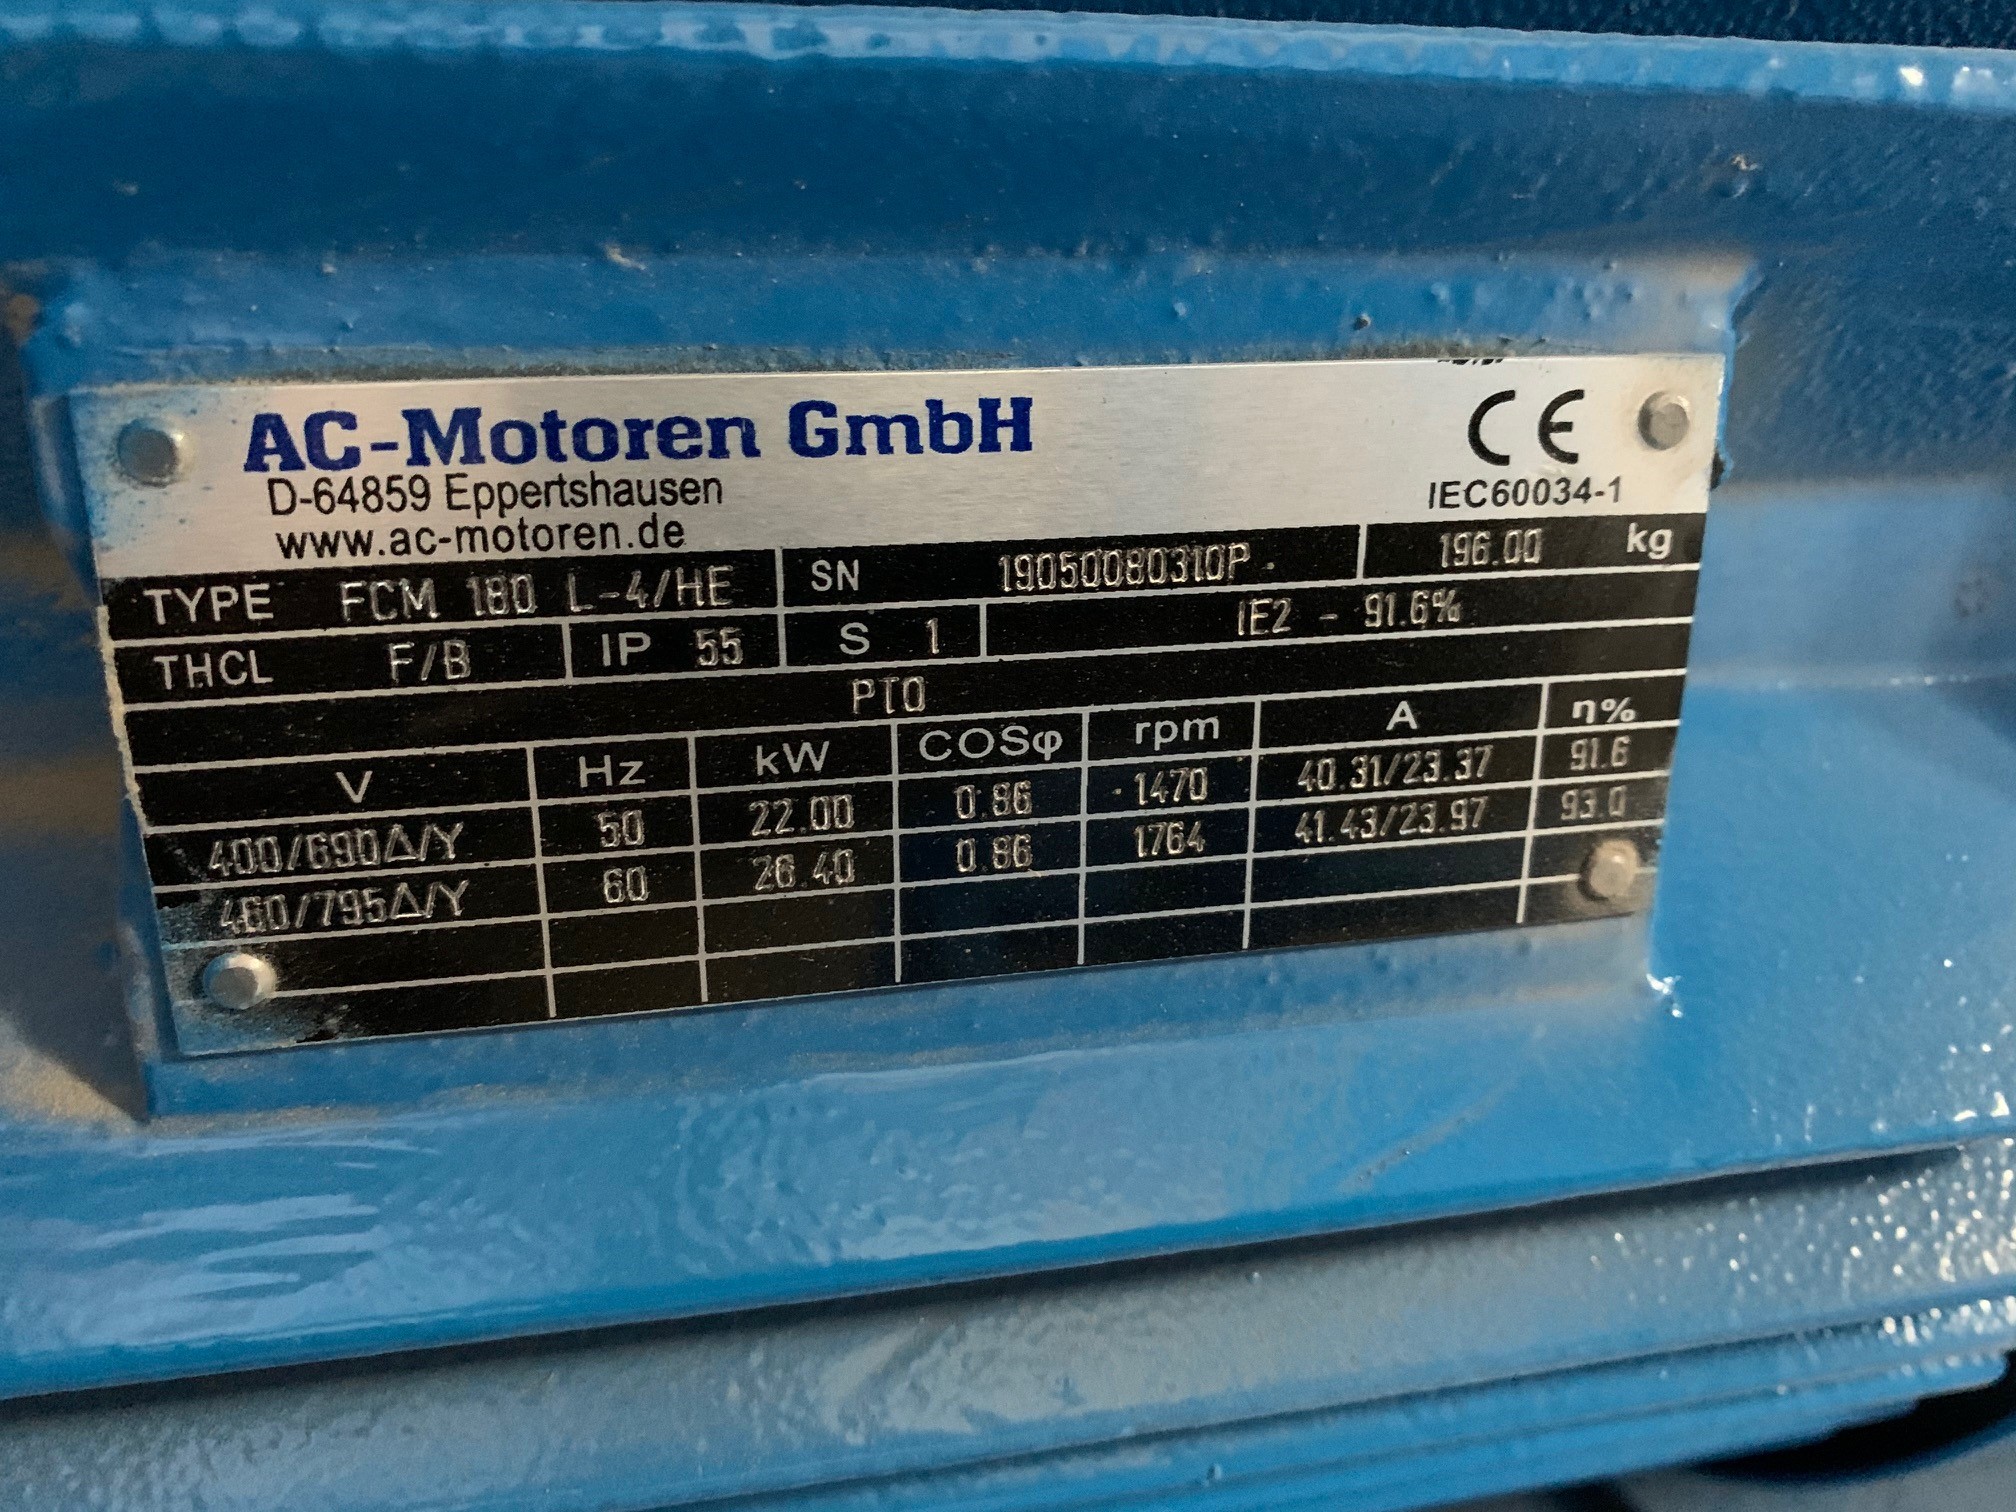 AC-Motoren GmbH
D-64859 Eppertshausen
www.ac-motoren.de
CE
IEC60034-1
TYPE FCM 180 L-4/HE SN 19050080310P 196.00 kg
THCL F/B IP 55 S 1 IE2 - 91.6%
PTO
V Hz kW COSφ rpm A η%
400/690Δ/Y 50 22.00 0.86 1470 40.31/23.37 91.6
460/795Δ/Y 60 26.40 0.86 1764 41.43/23.97 93.0